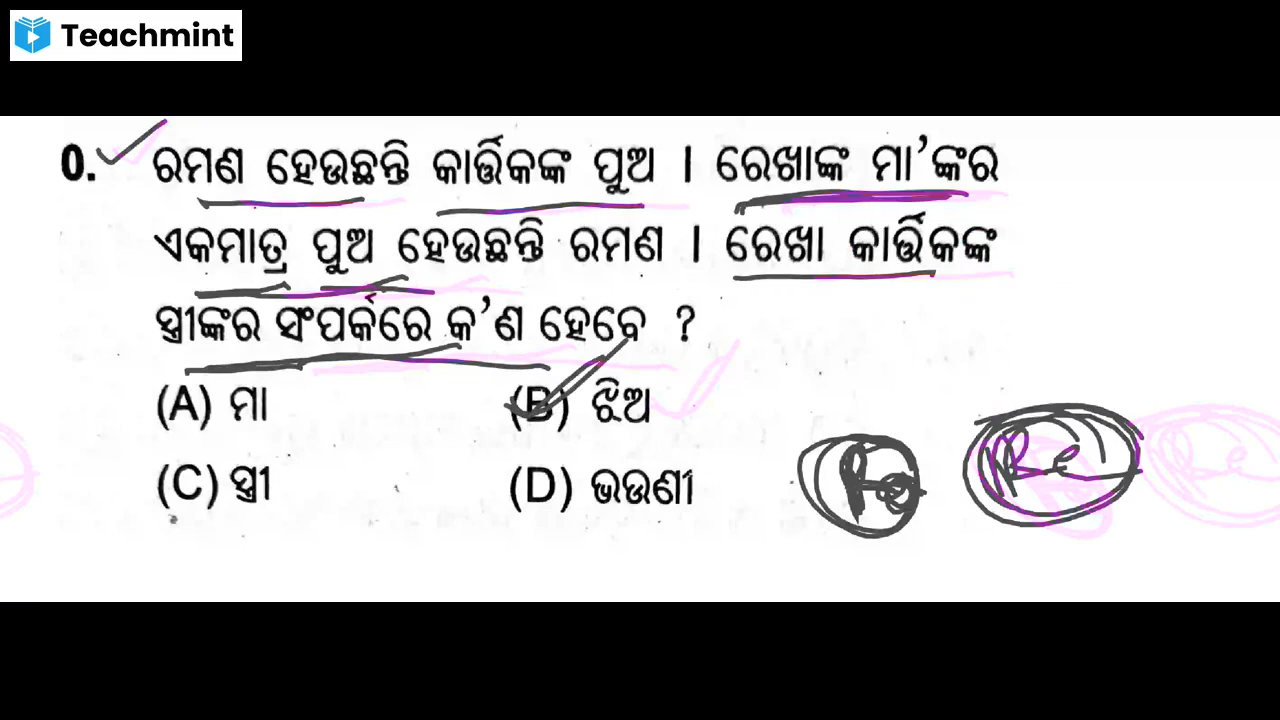 Teachmint
0. ରମଣ ହେଉଛନ୍ତି କାର୍ତ୍ତିକଙ୍କ ପୁଅ । ରେଖାଙ୍କ ମା’ଙ୍କର
ଏକମାତ୍ର ପୁଅ ହେଉଛନ୍ତି ରମଣ । ରେଖା କାର୍ତ୍ତିକଙ୍କ
ସ୍ତ୍ରୀଙ୍କର ସଂପର୍କରେ କ’ଣ ହେବେ ?
(A) ମା (B) ଝିଅ
(C) ସ୍ତ୍ରୀ (D) ଭଉଣୀ